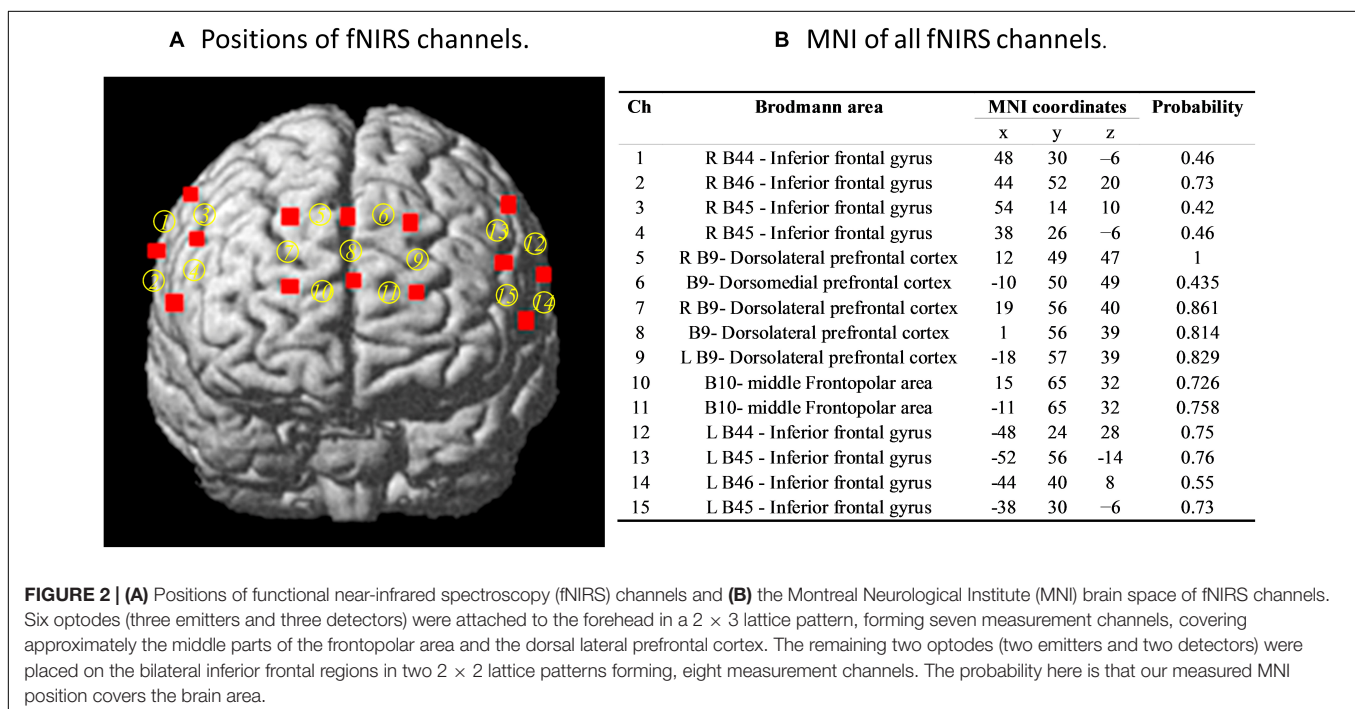 A Positions of fNIRS channels.
1
3
2
4
5
6
7
8
9
10
11
13
12
15
14
B MNI of all fNIRS channels.
Ch Brodmann area MNI coordinates Probability
x y z
1 R B44 - Inferior frontal gyrus 48 30 −6 0.46
2 R B46 - Inferior frontal gyrus 44 52 20 0.73
3 R B45 - Inferior frontal gyrus 54 14 10 0.42
4 R B45 - Inferior frontal gyrus 38 26 −6 0.46
5 R B9- Dorsolateral prefrontal cortex 12 49 47 1
6 B9- Dorsomedial prefrontal cortex -10 50 49 0.435
7 R B9- Dorsolateral prefrontal cortex 19 56 40 0.861
8 B9- Dorsolateral prefrontal cortex 1 56 39 0.814
9 L B9- Dorsolateral prefrontal cortex -18 57 39 0.829
10 B10- middle Frontopolar area 15 65 32 0.726
11 B10- middle Frontopolar area -11 65 32 0.758
12 L B44 - Inferior frontal gyrus -48 24 28 0.75
13 L B45 - Inferior frontal gyrus -52 56 -14 0.76
14 L B46 - Inferior frontal gyrus -44 40 8 0.55
15 L B45 - Inferior frontal gyrus -38 30 −6 0.73
FIGURE 2 | (A) Positions of functional near-infrared spectroscopy (fNIRS) channels and (B) the Montreal Neurological Institute (MNI) brain space of fNIRS channels.
Six optodes (three emitters and three detectors) were attached to the forehead in a 2 × 3 lattice pattern, forming seven measurement channels, covering
approximately the middle parts of the frontopolar area and the dorsal lateral prefrontal cortex. The remaining two optodes (two emitters and two detectors) were
placed on the bilateral inferior frontal regions in two 2 × 2 lattice patterns forming, eight measurement channels. The probability here is that our measured MNI
position covers the brain area.